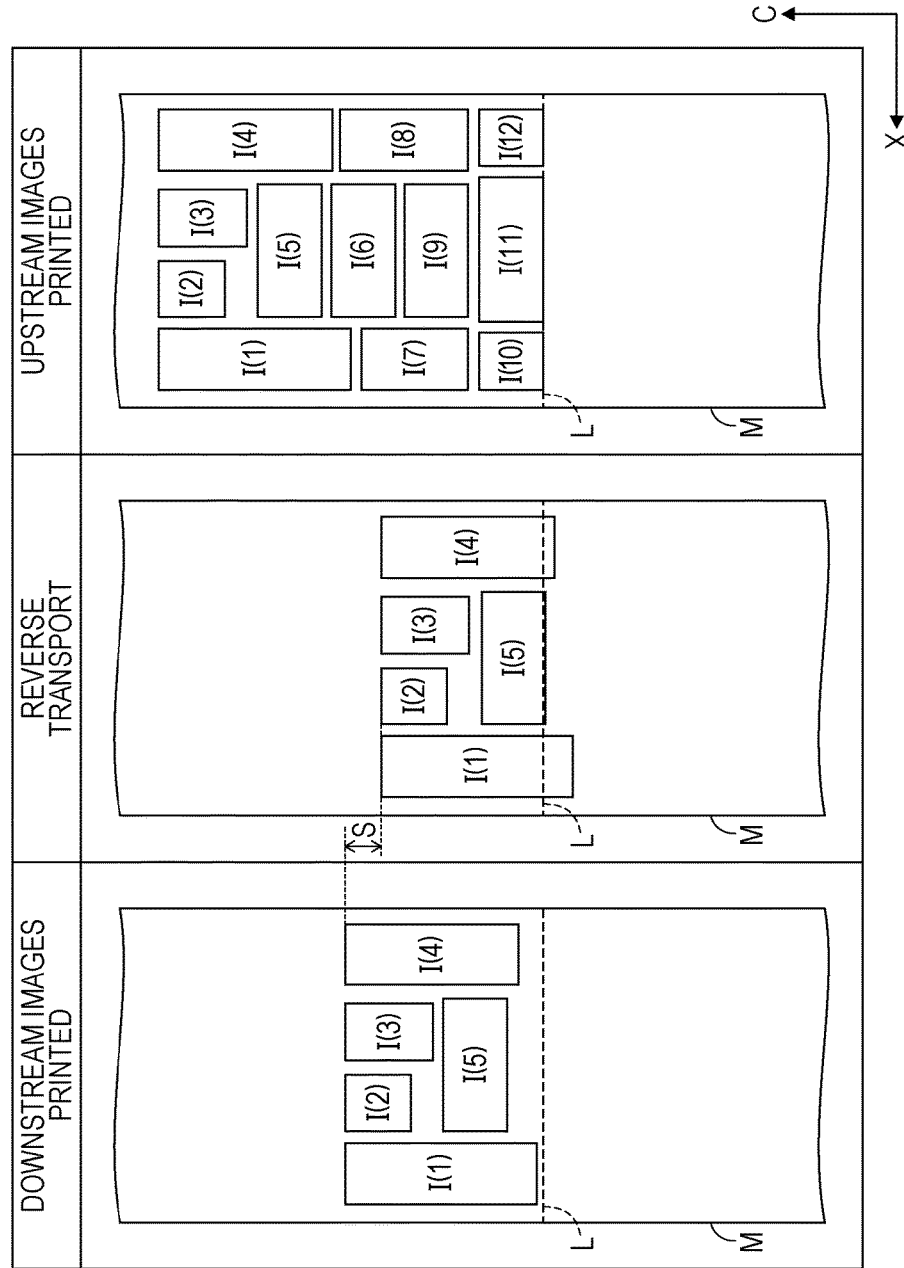 DOWNSTREAM IMAGES
PRINTED
REVERSE
TRANSPORT
UPSTREAM IMAGES
PRINTED
I(1)
I(2)
I(3)
I(4)
I(5)
L
M
S
I(1)
I(2)
I(3)
I(4)
I(5)
L
M
I(1)
I(2)
I(3)
I(4)
I(5)
I(6)
I(7)
I(8)
I(9)
I(10)
I(11)
I(12)
L
M
C
X